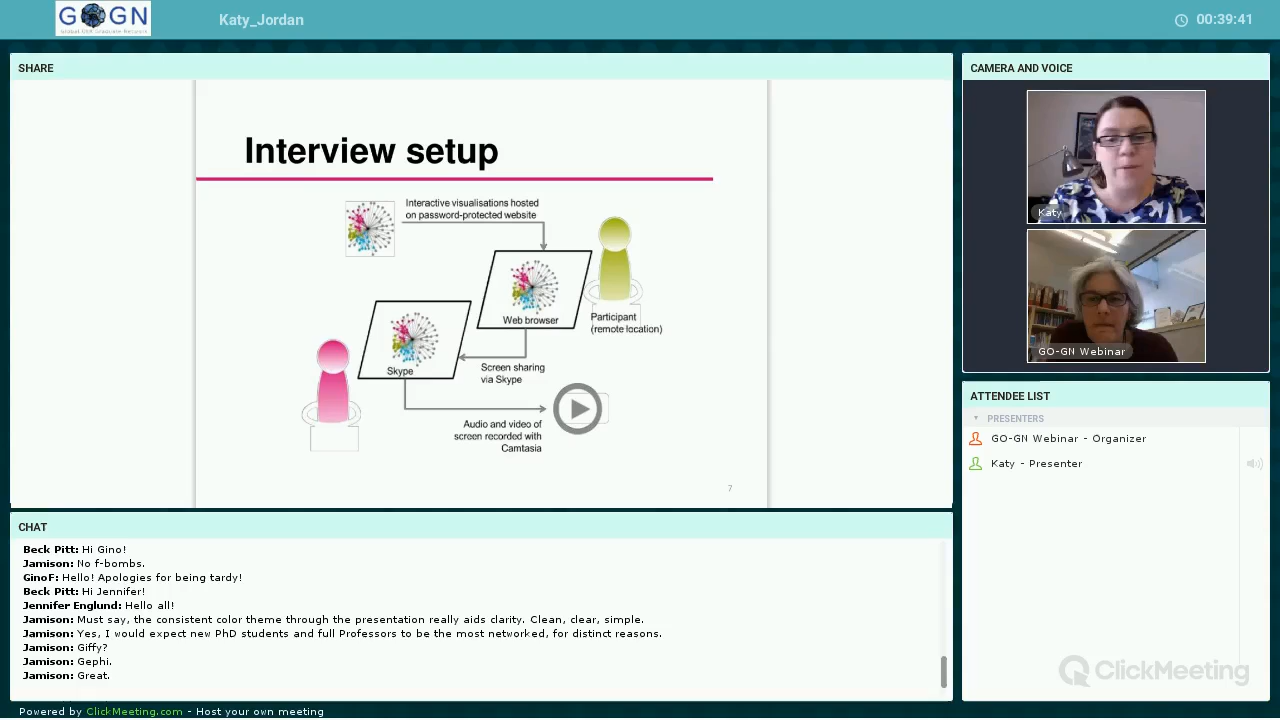 GO GN
Global OER Graduate Network
Katy_Jordan
00:39:41
SHARE
Interview setup
Interactive visualisations hosted
on password-protected website
Web browser
Participant
(remote location)
Skype
Screen sharing
via Skype
Audio and video of
screen recorded with
Camtasia
7
CAMERA AND VOICE
Katy
GO-GN Webinar
ATTENDEE LIST
PRESENTERS
GO-GN Webinar - Organizer
Katy - Presenter
CHAT
Beck Pitt: Hi Gino!
Jamison: No f-bombs.
GinoF: Hello! Apologies for being tardy!
Beck Pitt: Hi Jennifer!
Jennifer Englund: Hello all!
Jamison: Must say, the consistent color theme through the presentation really aids clarity. Clean, clear, simple.
Jamison: Yes, I would expect new PhD students and full Professors to be the most networked, for distinct reasons.
Jamison: Giffy?
Jamison: Gephi.
Jamison: Great.
ClickMeeting
Powered by ClickMeeting.com - Host your own meeting